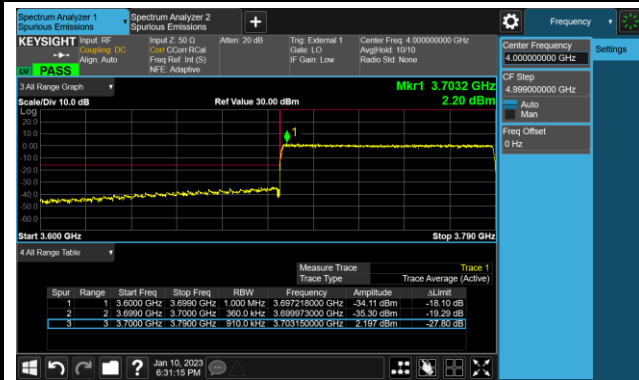 Spectrum Analyzer 1
Spurious Emissions
Spectrum Analyzer 2
Spurious Emissions
Frequency
KEYSIGHT
Input: RF
Coupling: DC
Align: Auto
Input Z: 50 Ω
Corr CCorr RCal
Freq Ref: Int (S)
NFE: Adaptive
Atten: 20 dB
Trig: External 1
Gate: LO
IF Gain: Low
Center Freq: 4.000000000 GHz
Avg|Hold: 10/10
Radio Std: None
PASS
Center Frequency
4.000000000 GHz
Settings
CF Step
4.999000000 GHz
Auto
Man
Freq Offset
0 Hz
3 All Range Graph
Mkr1 3.7032 GHz
2.20 dBm
Scale/Div 10.0 dB
Ref Value 30.00 dBm
Log
20.0
10.0
0.00
-10.0
-20.0
-30.0
-40.0
-50.0
-60.0
1
Start 3.600 GHz
Stop 3.790 GHz
4 All Range Table
Measure Trace Trace 1
Trace Type Trace Average (Active)
Spur Range Start Freq Stop Freq RBW Frequency Amplitude ΔLimit
1 1 3.6000 GHz 3.6990 GHz 1.000 MHz 3.697218000 GHz -34.11 dBm -18.10 dB
2 2 3.6990 GHz 3.7000 GHz 360.0 kHz 3.699973000 GHz -35.30 dBm -19.29 dB
3 3 3.7000 GHz 3.7900 GHz 910.0 kHz 3.703150000 GHz 2.197 dBm -27.80 dB
Jan 10, 2023
6:31:15 PM